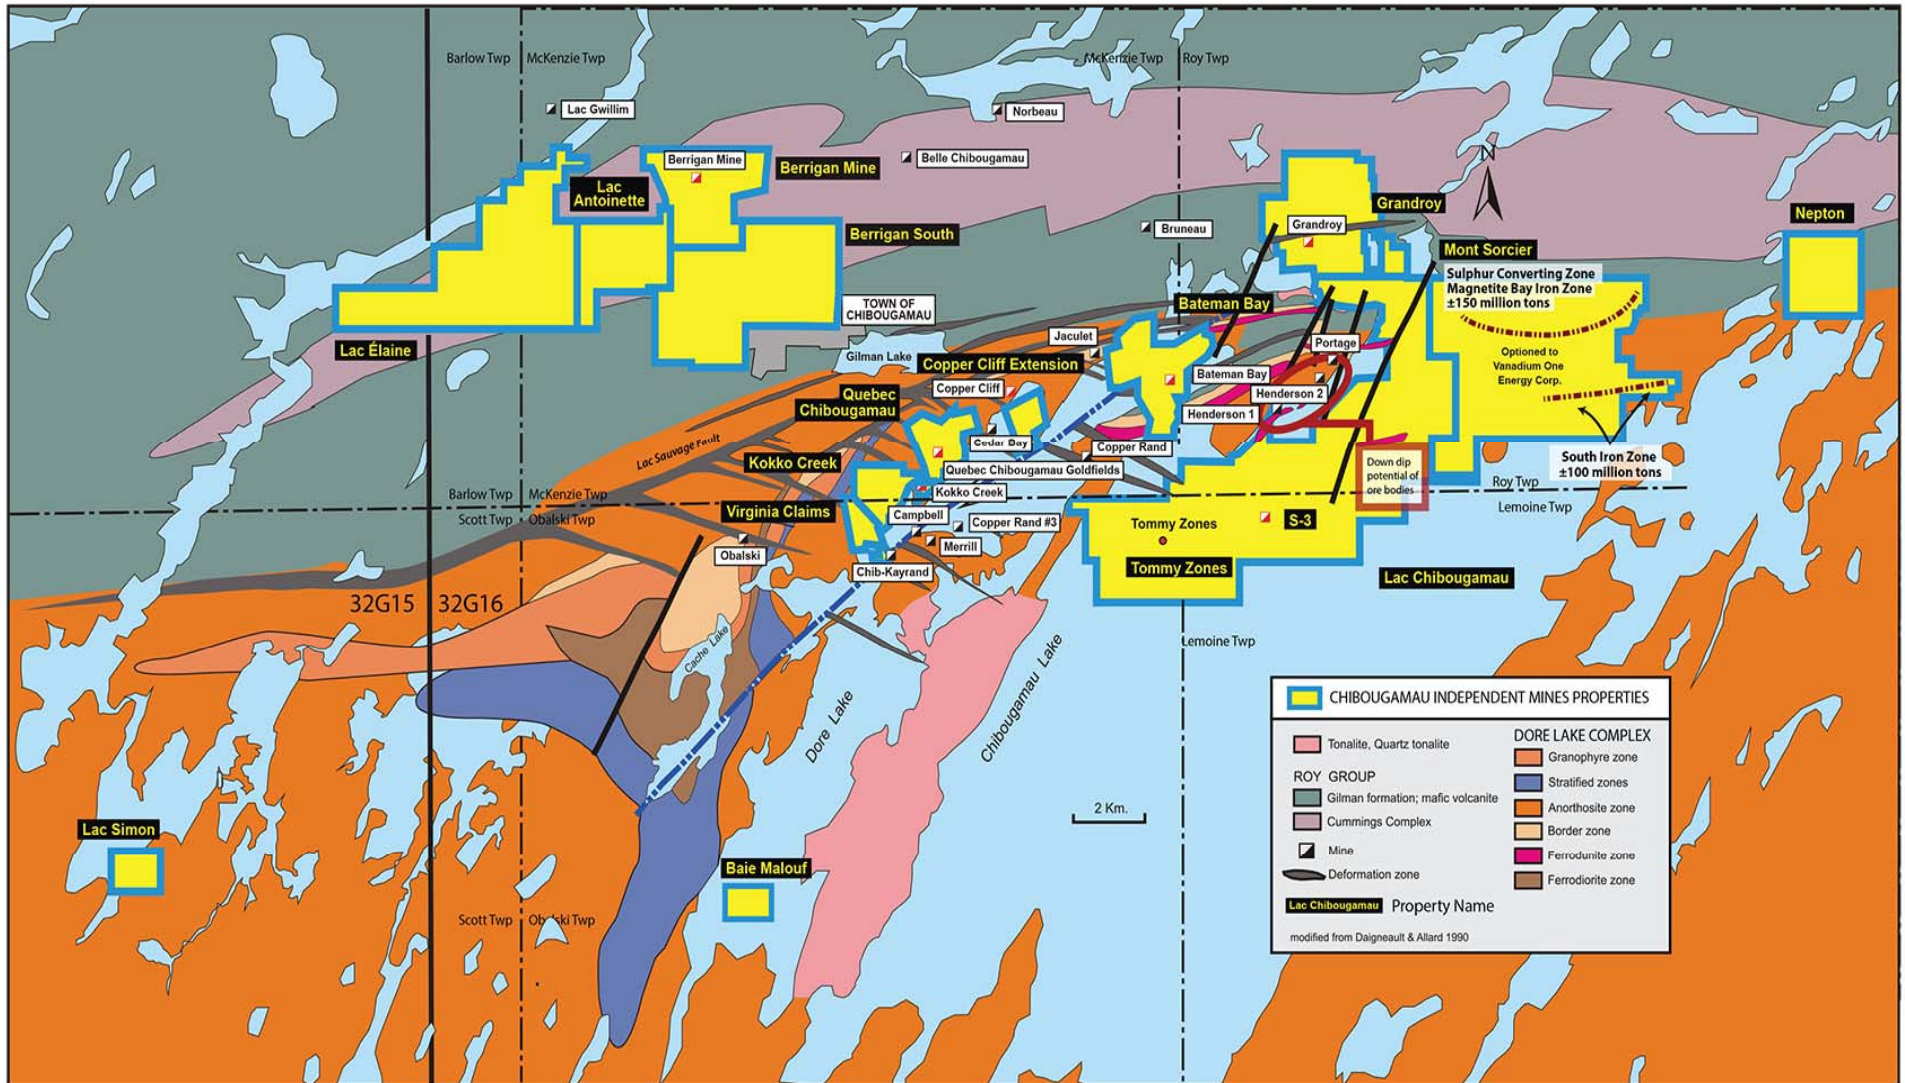 Barlow Twp
McKenzie Twp
McKenzie Twp
Roy Twp
Lac Gwillim
Norbeau
Berrigan Mine
Berrigan Mine
Belle Chibougamau
N
Lac
Antoinette
Grandroy
Nepton
Berrigan South
Bruneau
Grandroy
Mont Sorcier
Sulphur Converting Zone
Magnetite Bay Iron Zone
±150 million tons
TOWN OF
CHIBOUGAMAU
Bateman Bay
Lac Élaine
Gilman Lake
Jaculet
Portage
Optioned to
Vanadium One
Energy Corp.
Copper Cliff Extension
Bateman Bay
Copper Cliff
Quebec
Chibougamau
Henderson 2
Henderson 1
Lac Sauvage Fault
Cedar Bay
Copper Rand
South Iron Zone
±100 million tons
Kokko Creek
Quebec Chibougamau Goldfields
Down dip
potential of
ore bodies
Kokko Creek
Barlow Twp
McKenzie Twp
Roy Twp
Lemoine Twp
Scott Twp
Obalski Twp
Virginia Claims
Campbell
Copper Rand #3
Tommy Zones
S-3
Obalski
Merrill
Chib-Kayrand
Tommy Zones
Lac Chibougamau
32G15
32G16
Cache Lake
Lemoine Twp
Dore Lake
Chibougamau Lake
CHIBOUGAMAU INDEPENDENT MINES PROPERTIES
Tonalite, Quartz tonalite
ROY GROUP
Gilman formation; mafic volcanite
Cummings Complex
Mine
Deformation zone
Lac Chibougamau
Property Name
modified from Daigneault & Allard 1990
DORE LAKE COMPLEX
Granophyre zone
Stratified zones
Anorthosite zone
Border zone
Ferrodunite zone
Ferrodiorite zone
2 Km.
Lac Simon
Baie Malouf
Scott Twp
Obalski Twp